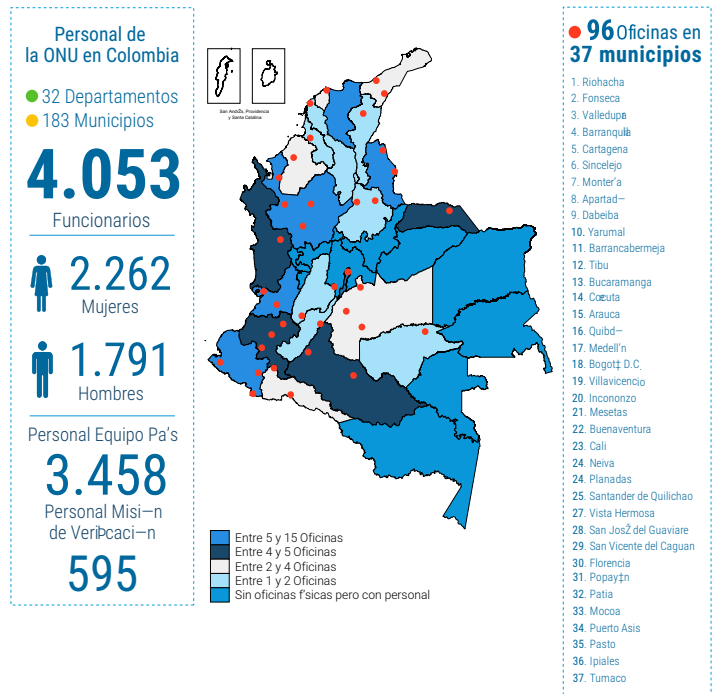 Personal de
la ONU en Colombia
32 Departamentos
183 Municipios
4.053
Funcionarios
2.262
Mujeres
1.791
Hombres
Personal Equipo Pa's
3.458
Personal Misi—n
de VeriÞcaci—n
595
San AndrŽs, Providencia
y Santa Catalina
Entre 5 y 15 Oficinas
Entre 4 y 5 Oficinas
Entre 2 y 4 Oficinas
Entre 1 y 2 Oficinas
Sin oficinas f'sicas pero con personal
96 Oficinas en
37 municipios
1. Riohacha
2. Fonseca
3. Valledupa
4. Barranquilla
5. Cartagena
6. Sincelejo
7. Monter'a
8. Apartad—
9. Dabeiba
10. Yarumal
11. Barrancabermeja
12. Tibu
13. Bucaramanga
14. Cœuta
15. Arauca
16. Quibd—
17. Medell'n
18. Bogot‡ D.C.
19. Villavicencio
20. Inconozo
21. Mesetas
22. Buenaventura
23. Cali
24. Neiva
24. Planadas
25. Santander de Quilichao
27. Vista Hermosa
28. San JosŽ del Guaviare
29. San Vicente del Caguan
30. Florencia
31. Popay‡n
32. Patia
33. Mocoa
34. Puerto Asis
35. Pasto
36. Ipiales
37. Tumaco